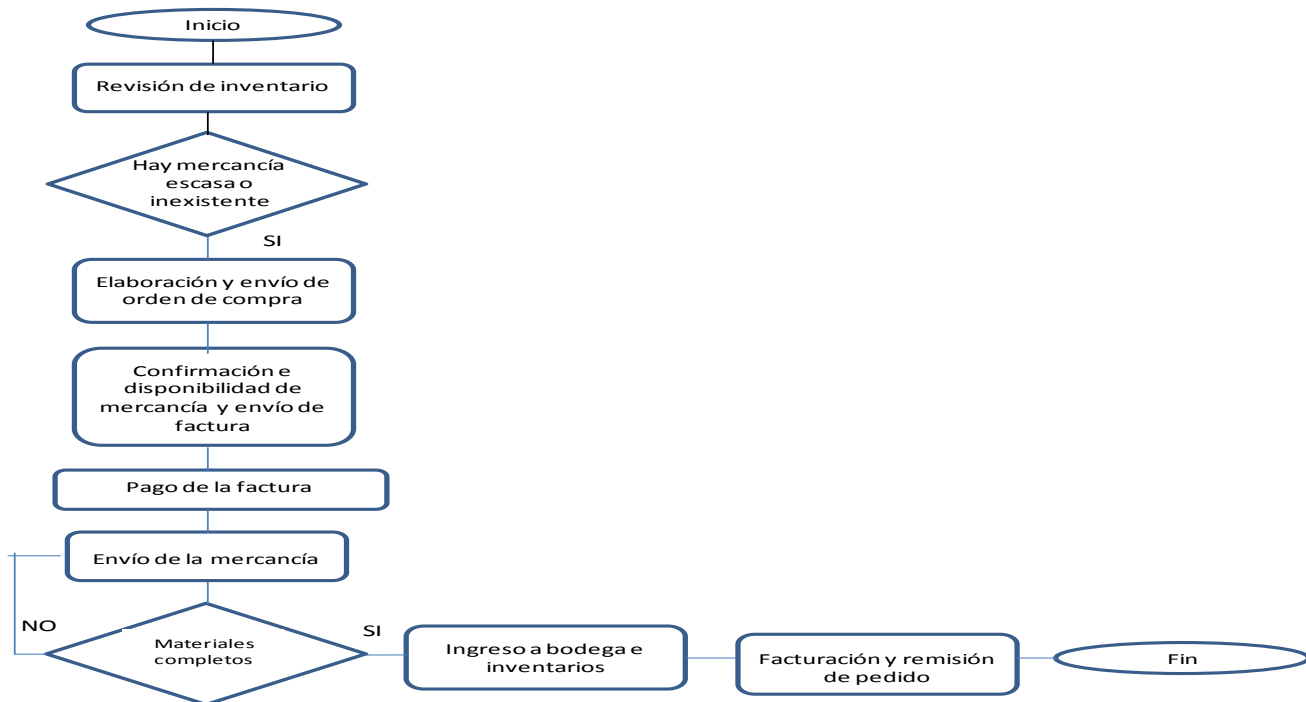 Inicio
Revisión de inventario
Hay mercancía
escasa o
inexistente
SI
Elaboración y envío de
orden de compra
Confirmación e
disponibilidad de
mercancía y envío de
factura
Pago de la factura
Envío de la mercancía
NO
Materiales
completos
SI
Ingreso a bodega e
inventarios
Facturación y remisión
de pedido
Fin